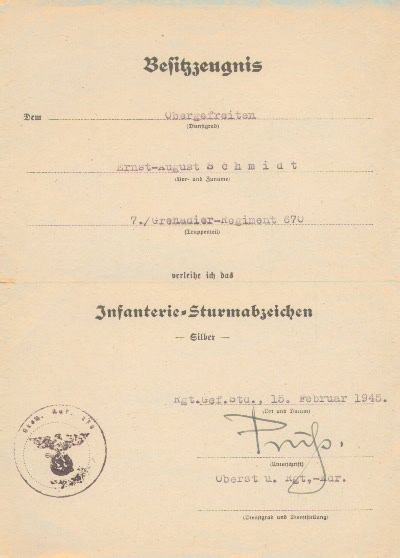 Besitzzeugnis
Dem Obergefreiten
(Dienstgrad)
Ernst-August Schmidt
(Vor- und Zuname)
7./Grenadier-Regiment 670
(Truppenteil)
verleihe ich das
Infanterie-Sturmabzeichen
— Silber —
Rgt.Gef.Std., 15. Februar 1945.
(Ort und Datum)
(Unterschrift)
Oberst u. Rgt.-Kdr.
(Dienstgrad und Dienststellung)